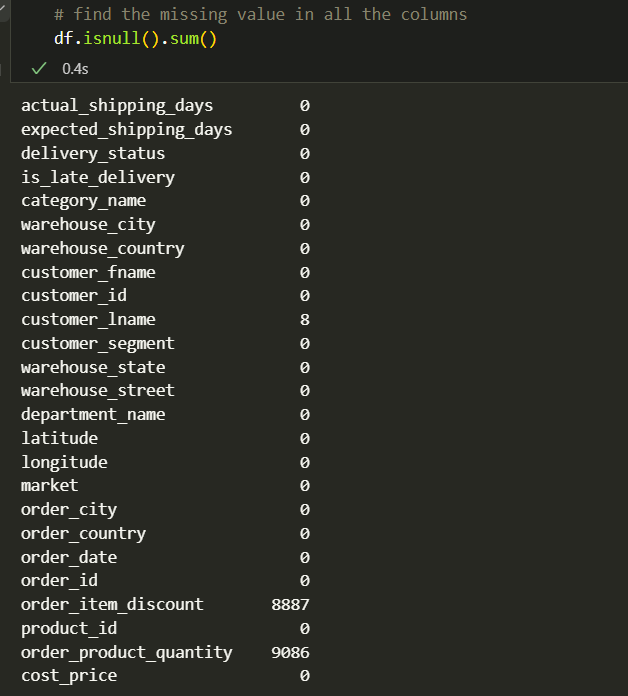 # find the missing value in all the columns
df.isnull().sum()
✓ 0.4s
actual_shipping_days 0
expected_shipping_days 0
delivery_status 0
is_late_delivery 0
category_name 0
warehouse_city 0
warehouse_country 0
customer_fname 0
customer_id 0
customer_lname 8
customer_segment 0
warehouse_state 0
warehouse_street 0
department_name 0
latitude 0
longitude 0
market 0
order_city 0
order_country 0
order_date 0
order_id 0
order_item_discount 8887
product_id 0
order_product_quantity 9086
cost_price 0